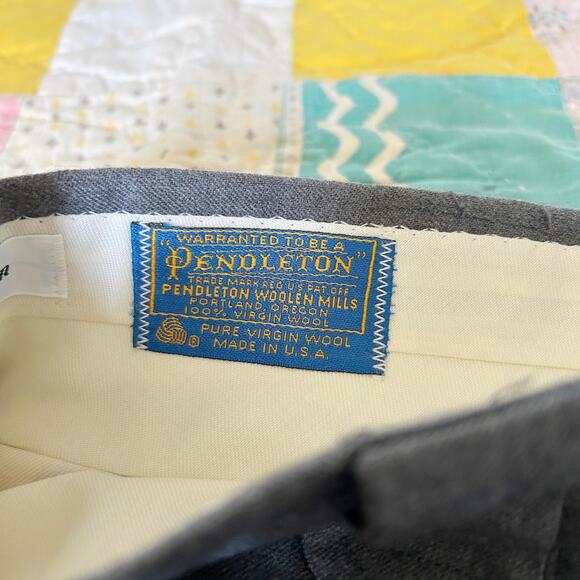 WARRANTED TO BE A
"PENDLETON"
TRADE MARK REG U S PAT OFF
PENDLETON WOOLEN MILLS
PORTLAND, OREGON
100% VIRGIN WOOL
PURE VIRGIN WOOL
MADE IN U.S.A.